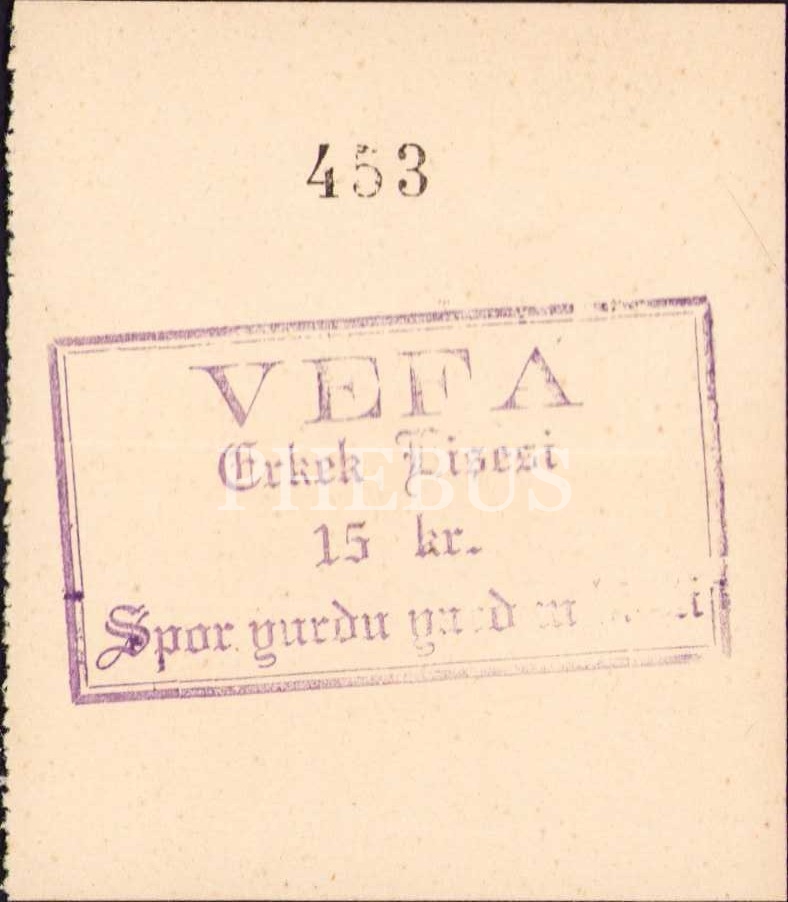 453
VEFA
Erkek Lisesi
PHEBUS
15 kr.
Spor yurdu